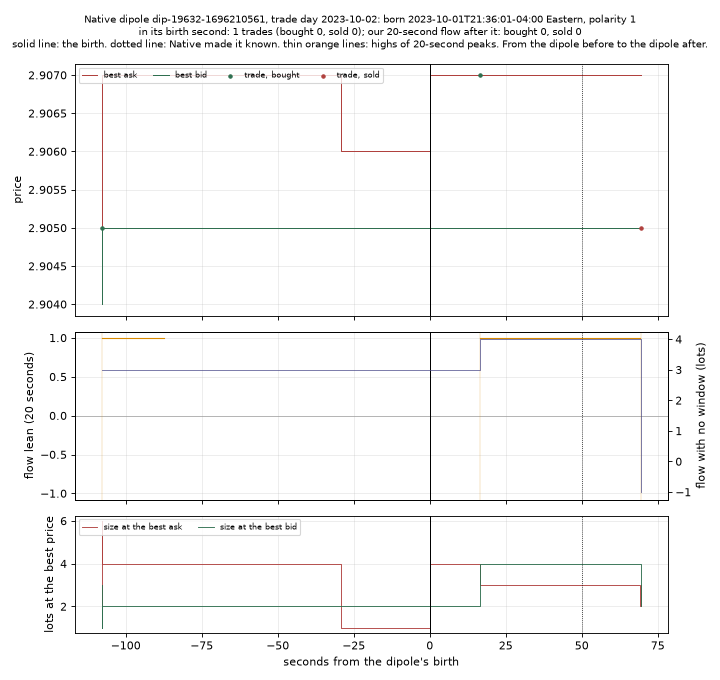 Native dipole dip-19632-1696210561, trade day 2023-10-02: born 2023-10-01T21:36:01-04:00 Eastern, polarity 1
in its birth second: 1 trades (bought 0, sold 0); our 20-second flow after it: bought 0, sold 0
solid line: the birth. dotted line: Native made it known. thin orange lines: highs of 20-second peaks. From the dipole before to the dipole after.
best ask best bid trade, bought trade, sold
2.9070
2.9065
2.9060
2.9055
2.9050
2.9045
2.9040
price
1.0
0.5
0.0
−0.5
−1.0
flow lean (20 seconds)
4
3
2
1
0
−1
flow with no window (lots)
size at the best ask size at the best bid
6
4
2
lots at the best price
−100 −75 −50 −25 0 25 50 75
seconds from the dipole's birth